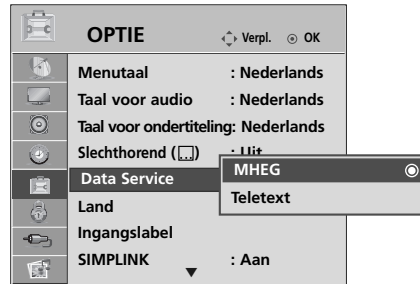 OPTIE
Verpl. OK
Menutaal : Nederlands
Taal voor audio : Nederlands
Taal voor ondertiteling: Nederlands
Slechthorend (...) : Uit
Data Service
MHEG
Teletext
Land
Ingangslabel
SIMPLINK : Aan